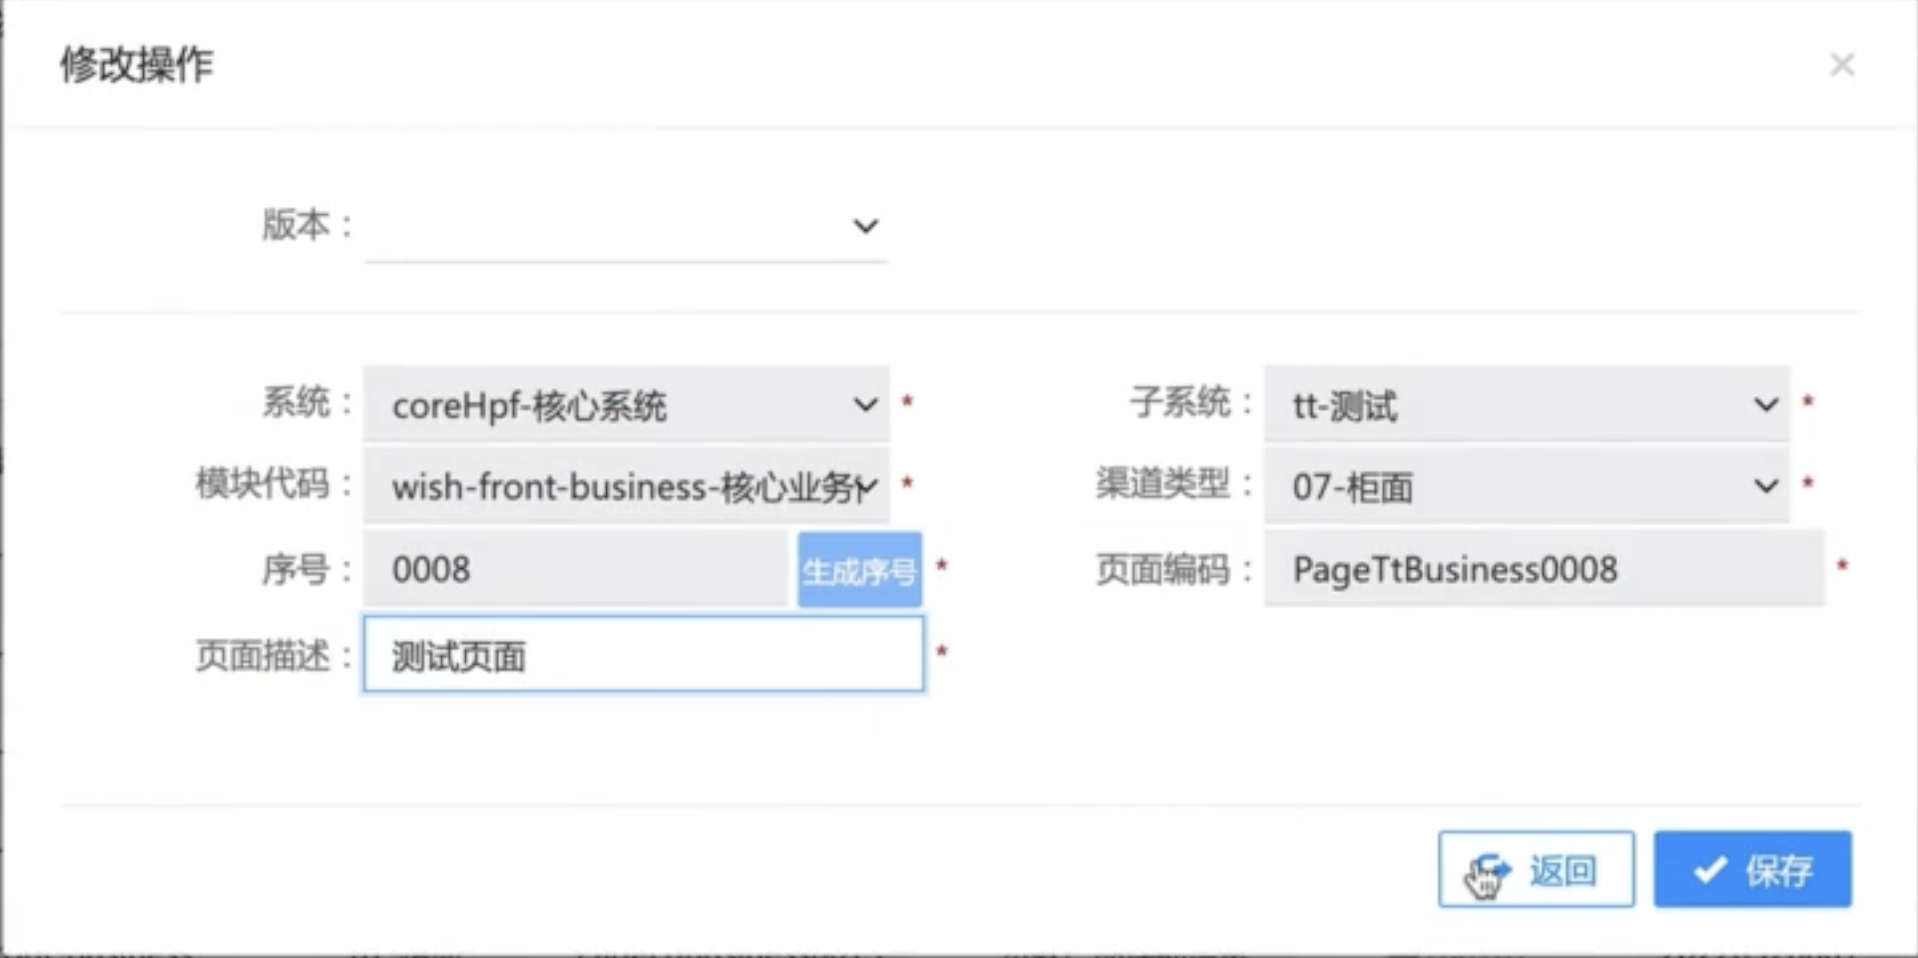 修改操作
版本：
系统： coreHpf-核心系统 * 子系统： tt-测试 *
模块代码： wish-front-business-核心业务 * 渠道类型： 07-柜面 *
序号： 0008 生成序号 * 页面编码： PageTtBusiness0008 *
页面描述： 测试页面 *
返回 保存